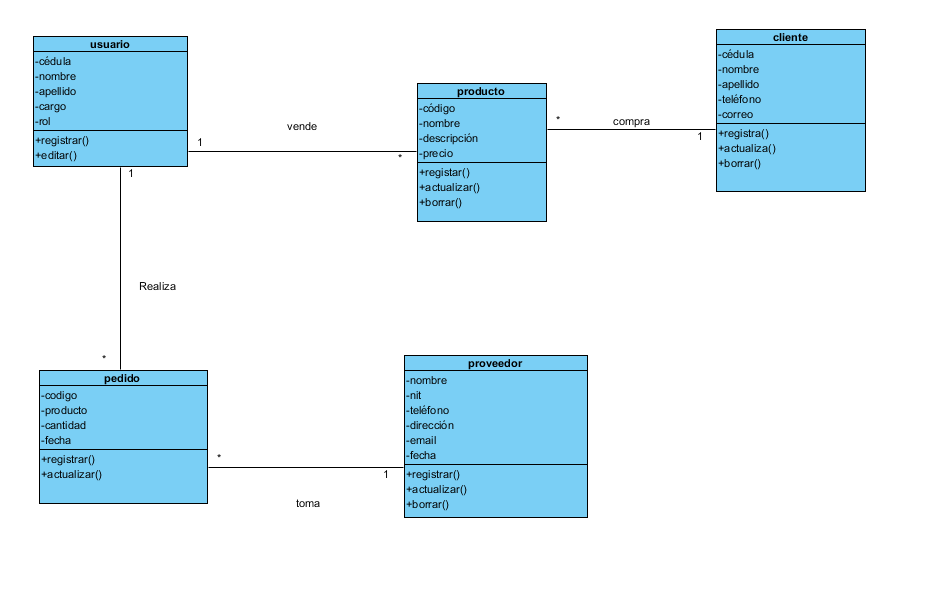 usuario
-cédula
-nombre
-apellido
-cargo
-rol
+registrar()
+editar()
1
vende
*
producto
-código
-nombre
-descripción
-precio
+registar()
+actualizar()
+borrar()
*
compra
1
cliente
-cédula
-nombre
-apellido
-teléfono
-correo
+registra()
+actualiza()
+borrar()
1
Realiza
*
pedido
-codigo
-producto
-cantidad
-fecha
+registrar()
+actualizar()
*
toma
1
proveedor
-nombre
-nit
-teléfono
-dirección
-email
-fecha
+registrar()
+actualizar()
+borrar()